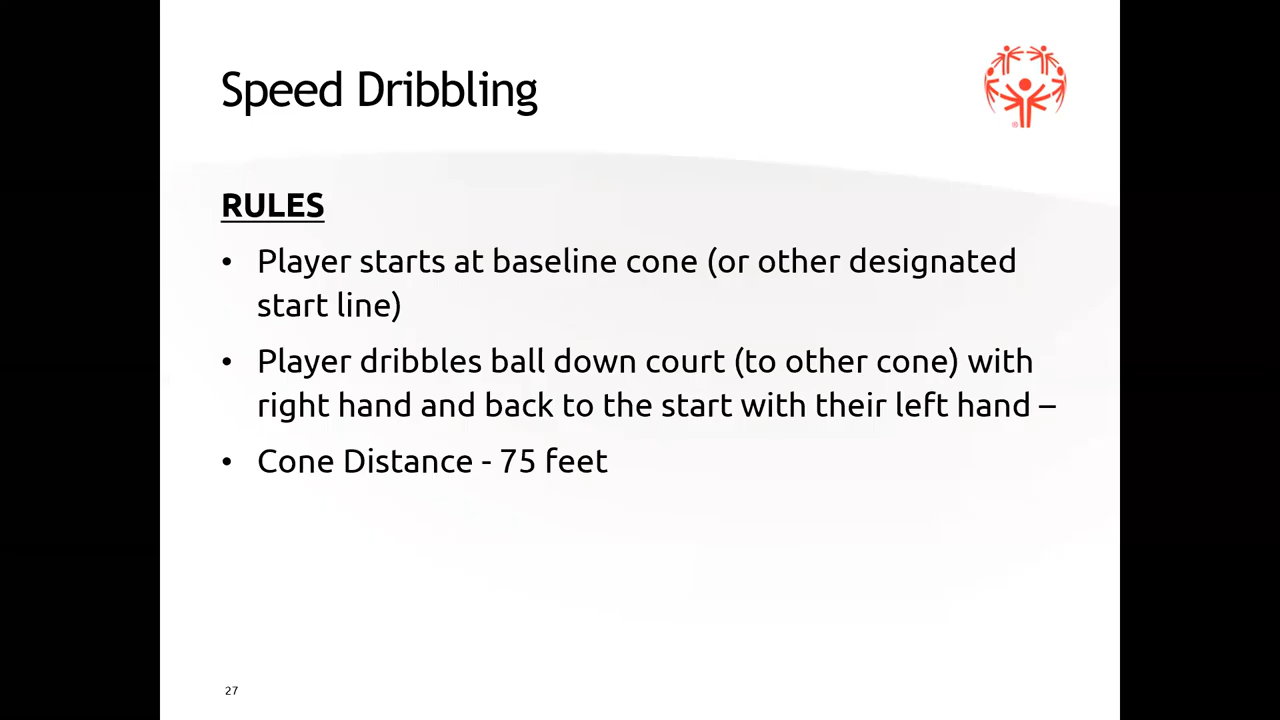 Speed Dribbling
®
RULES
• Player starts at baseline cone (or other designated
start line)
• Player dribbles ball down court (to other cone) with
right hand and back to the start with their left hand –
• Cone Distance - 75 feet
27